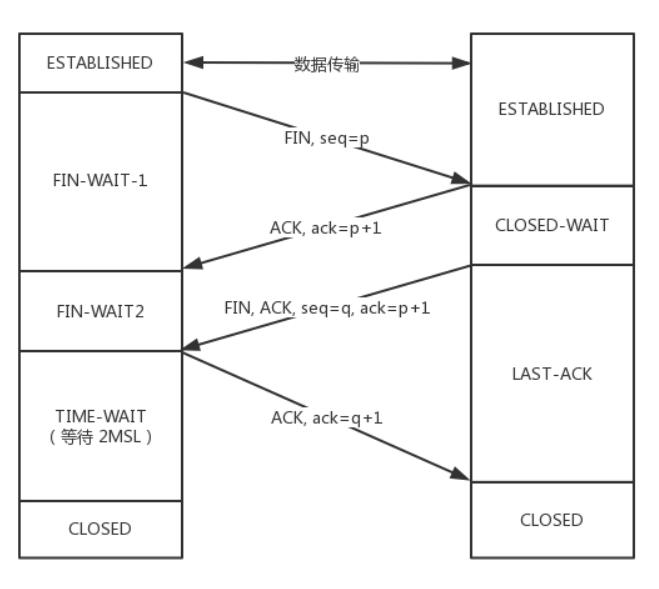 ESTABLISHED
数据传输
ESTABLISHED
FIN, seq=p
FIN-WAIT-1
ACK, ack=p+1
CLOSED-WAIT
FIN-WAIT2
FIN, ACK, seq=q, ack=p+1
LAST-ACK
TIME-WAIT
（等待 2MSL）
ACK, ack=q+1
CLOSED
CLOSED